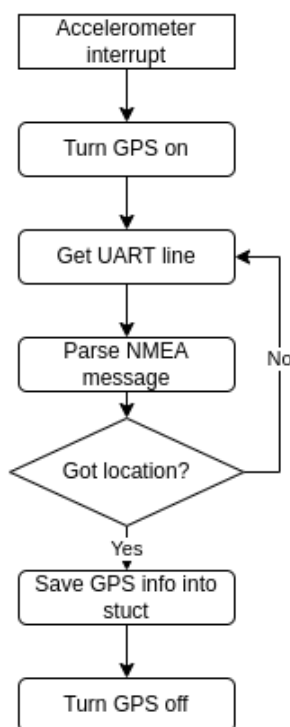 Accelerometer
interrupt
Turn GPS on
Get UART line
Parse NMEA
message
No
Got location?
Yes
Save GPS info into
stuct
Turn GPS off